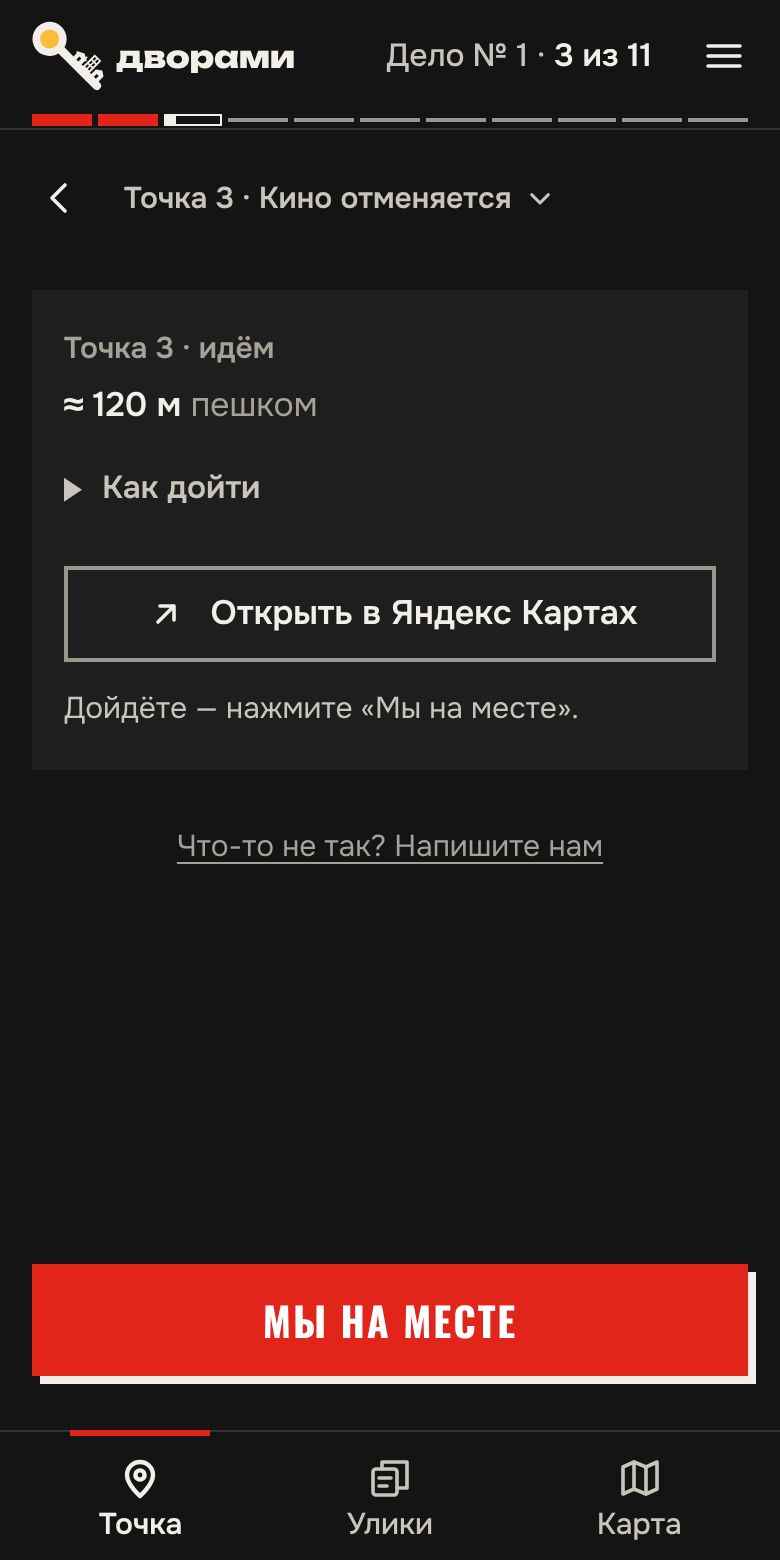 дворами
Дело № 1 · 3 из 11
Точка 3 · Кино отменяется
Точка 3 · идём
≈ 120 м пешком
Как дойти
Открыть в Яндекс Картах
Дойдёте — нажмите «Мы на месте».
Что-то не так? Напишите нам
МЫ НА МЕСТЕ
Точка
Улики
Карта